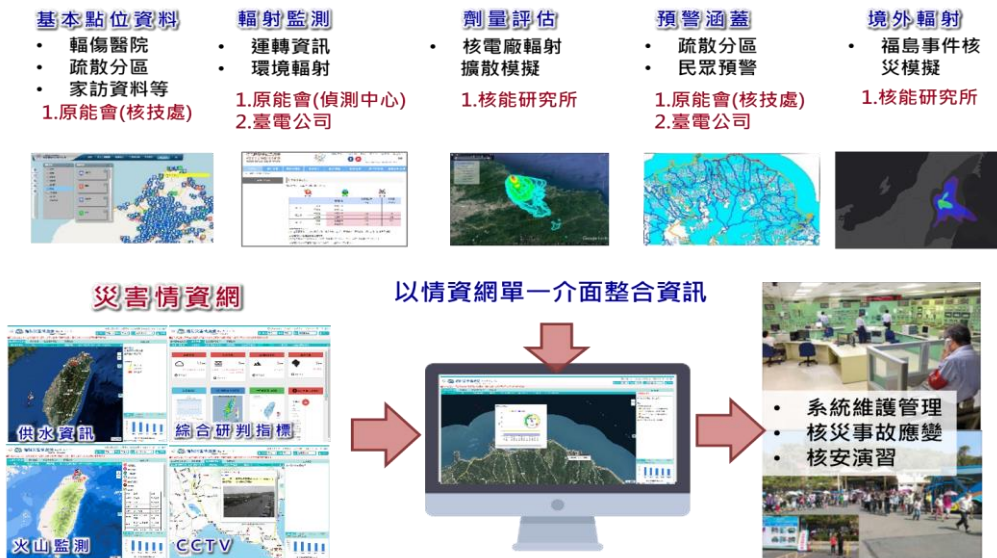 基本點位資料
• 輻傷醫院
• 疏散分區
• 家訪資料等
1.原能會(核技處)
輻射監測
• 運轉資訊
• 環境輻射
1.原能會(偵測中心)
2.臺電公司
劑量評估
• 核電廠輻射
擴散模擬
1.核能研究所
預警涵蓋
• 疏散分區
• 民眾預警
1.原能會(核技處)
2.臺電公司
境外輻射
• 福島事件核
災模擬
1.核能研究所
災害情資網
供水資訊
綜合研判指標
火山監測
CCTV
以情資網單一介面整合資訊
• 系統維護管理
• 核災事故應變
• 核安演習